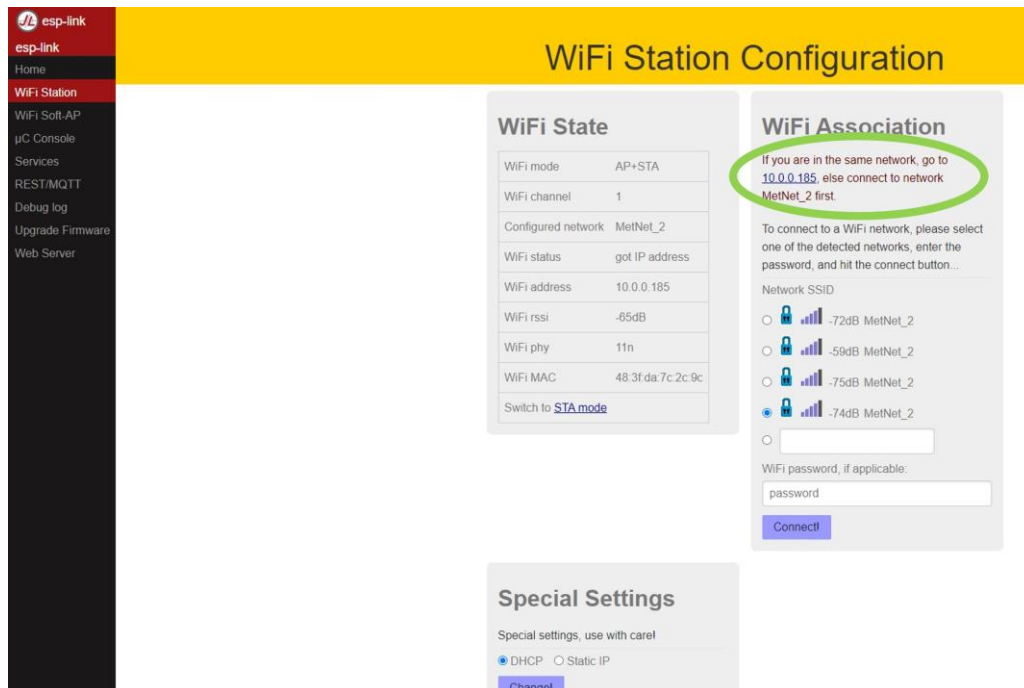 esp-link
esp-link
Home
WiFi Station
WiFi Soft-AP
µC Console
Services
REST/MQTT
Debug log
Upgrade Firmware
Web Server
WiFi Station Configuration
WiFi State
WiFi mode AP+STA
WiFi channel 1
Configured network MetNet_2
WiFi status got IP address
WiFi address 10.0.0.185
WiFi rssi -65dB
WiFi phy 11n
WiFi MAC 48:3f:da:7c:2c:9c
Switch to STA mode
WiFi Association
If you are in the same network, go to
10.0.0.185, else connect to network
MetNet_2 first.
To connect to a WiFi network, please select
one of the detected networks, enter the
password, and hit the connect button...
Network SSID
-72dB MetNet_2
-59dB MetNet_2
-75dB MetNet_2
-74dB MetNet_2
WiFi password, if applicable:
password
Connect!
Special Settings
Special settings, use with care!
DHCP Static IP
Change!